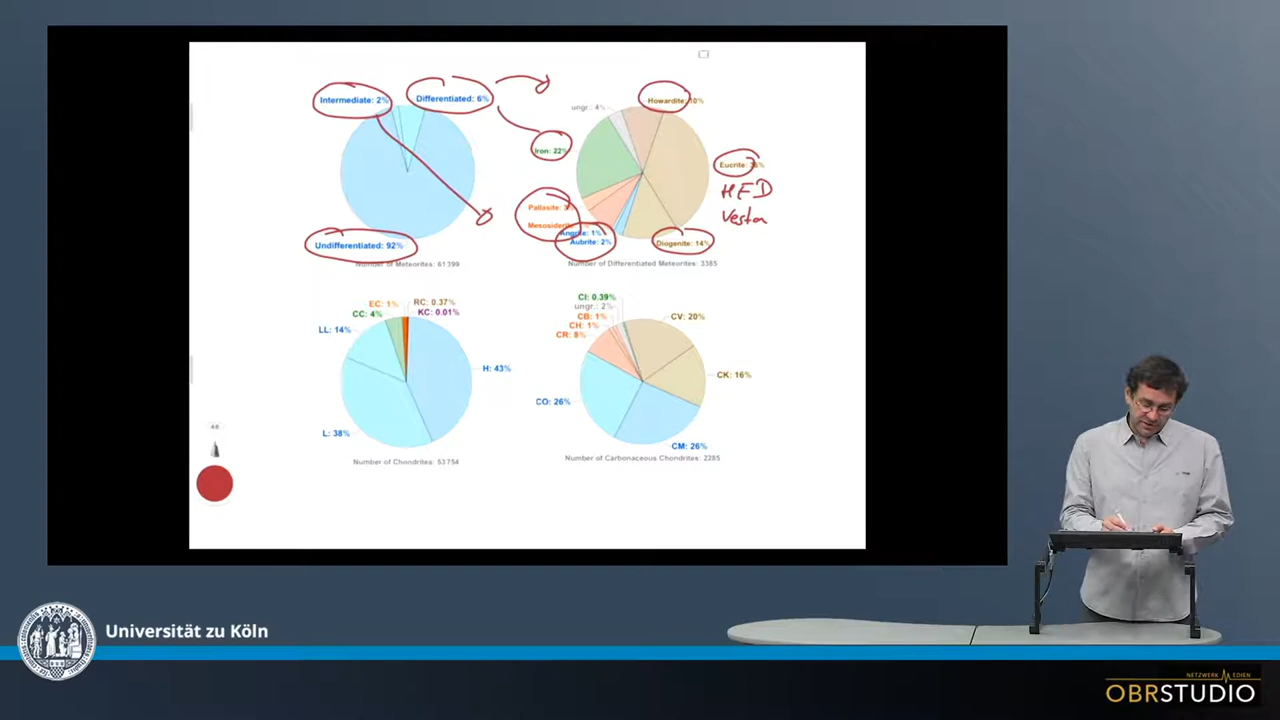 Intermediate: 2%
Differentiated: 6%
Undifferentiated: 92%
Number of Meteorites: 61399
ungr.: 4%
Howardite: 10%
Iron: 22%
Eucrite:
HED
Vesta
Pallasite:
Mesosiderite
Angrite: 1%
Aubrite: 2%
Diogenite: 14%
Number of Differentiated Meteorites: 3385
EC: 1%
RC: 0.37%
CC: 4%
KC: 0.01%
LL: 14%
H: 43%
L: 38%
Number of Chondrites: 53754
CI: 0.39%
ungr.: 2%
CB: 1%
CH: 1%
CR: 8%
CV: 20%
CK: 16%
CO: 26%
CM: 26%
Number of Carbonaceous Chondrites: 2285
Universität zu Köln
NETZWERK MEDIEN
OBRSTUDIO